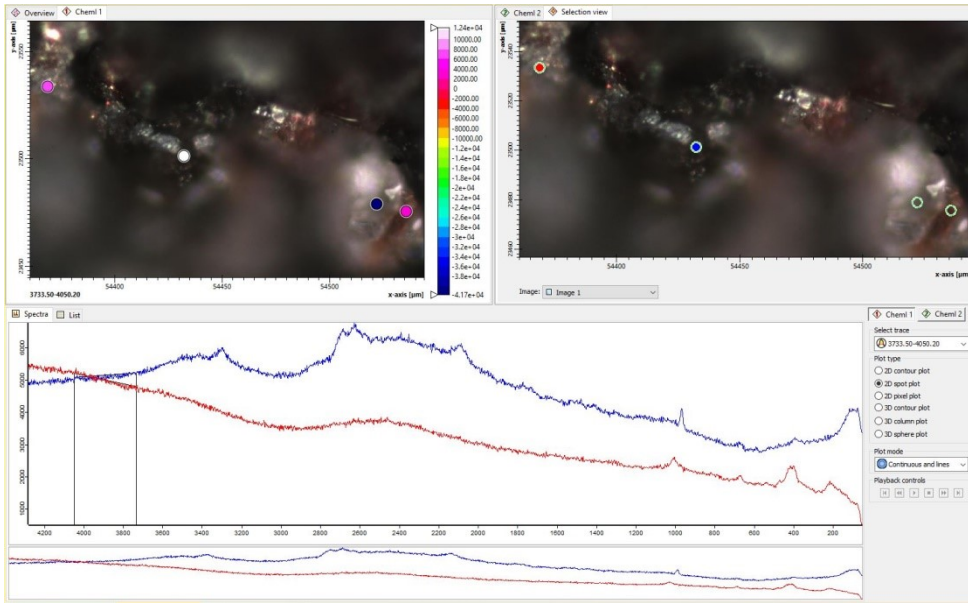 Overview Cheml 1
y-axis [µm]
23550
23500
23450
54400 54450 54500
3733.50-4050.20 x-axis [µm]
1.24e+04
10000.00
8000.00
6000.00
4000.00
2000.00
0
-2000.00
-4000.00
-6000.00
-8000.00
-10000.00
-1.2e+04
-1.4e+04
-1.6e+04
-1.8e+04
-2e+04
-2.2e+04
-2.4e+04
-2.6e+04
-2.8e+04
-3e+04
-3.2e+04
-3.4e+04
-3.6e+04
-3.8e+04
-4.17e+04
Cheml 2 Selection view
y-axis [µm]
23540
23520
23500
23480
23460
54400 54450 54500
x-axis [µm]
Image: Image 1
Spectra List
6000
5000
4000
3000
2000
1000
4200 4000 3800 3600 3400 3200 3000 2800 2600 2400 2200 2000 1800 1600 1400 1200 1000 800 600 400 200
Cheml 1 Cheml 2
Select trace
3733.50-4050.20
Plot type
2D contour plot
2D spot plot
2D pixel plot
3D contour plot
3D column plot
3D sphere plot
Plot mode
Continuous and lines
Playback controls